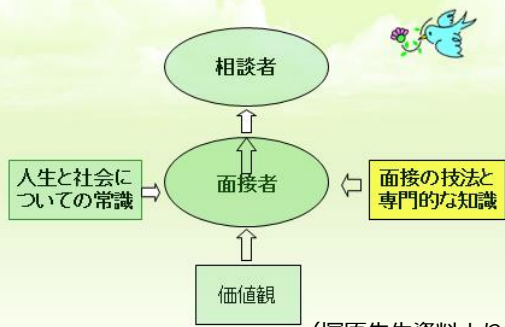 相談者
人生と社会に
ついての常識
面接者
面接の技法と
専門的な知識
価値観